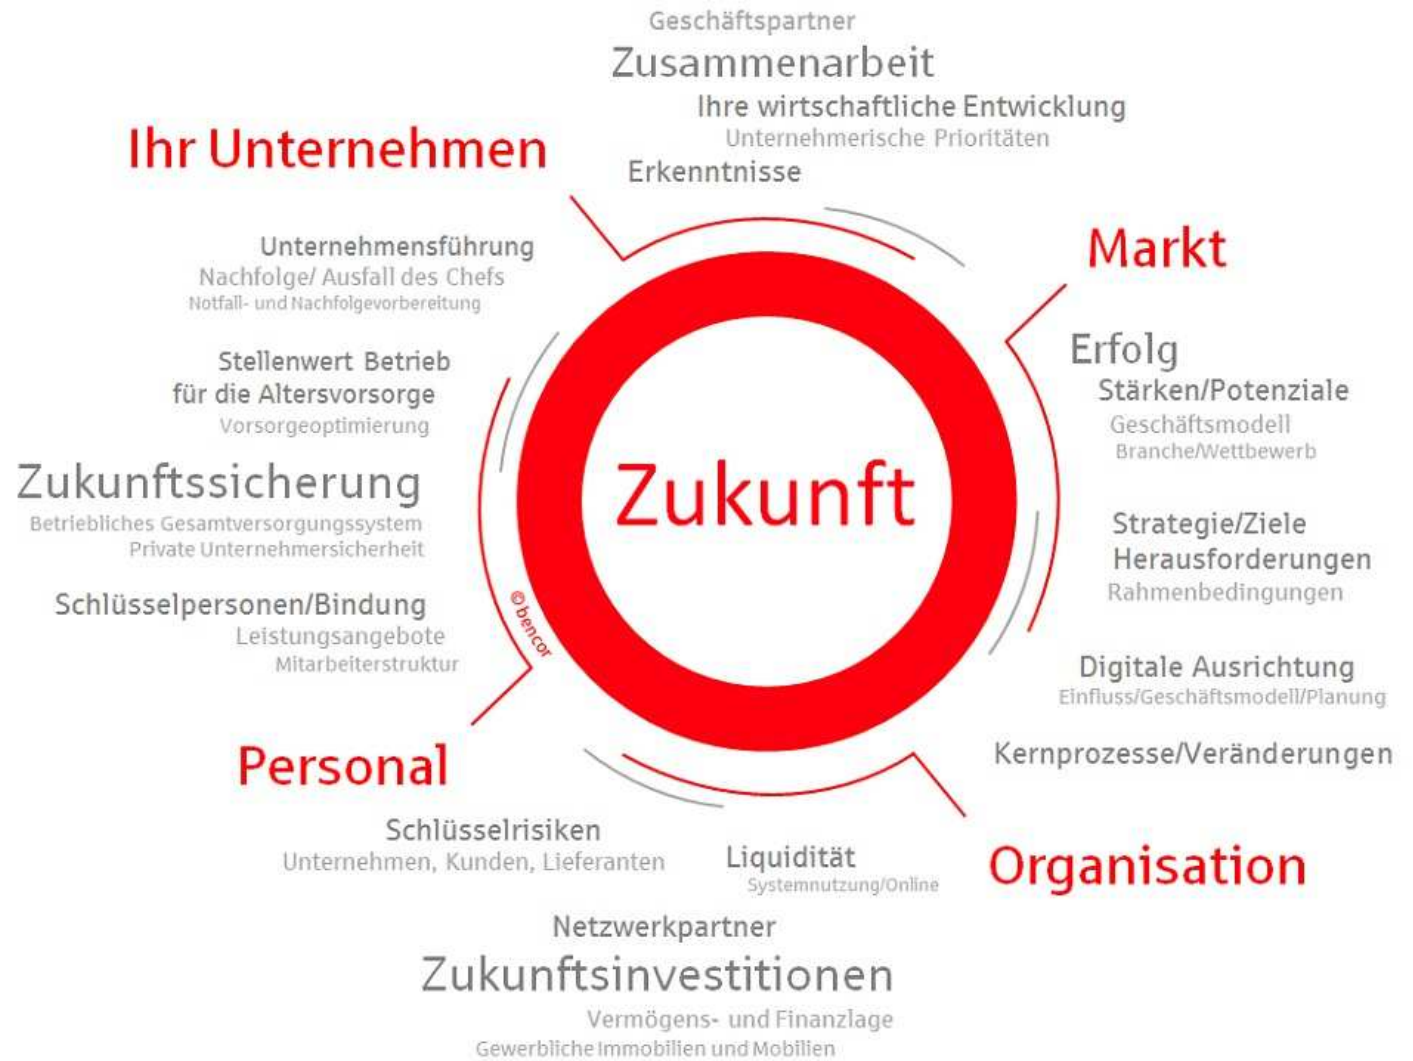 Geschäftspartner
Zusammenarbeit
Ihre wirtschaftliche Entwicklung
Unternehmerische Prioritäten
Erkenntnisse
Ihr Unternehmen
Unternehmensführung
Nachfolge/ Ausfall des Chefs
Notfall- und Nachfolgevorbereitung
Stellenwert Betrieb
für die Altersvorsorge
Vorsorgeoptimierung
Zukunftssicherung
Betriebliches Gesamtversorgungssystem
Private Unternehmersicherheit
Schlüsselpersonen/Bindung
Leistungsangebote
Mitarbeiterstruktur
Personal
© bencor
Zukunft
Markt
Erfolg
Stärken/Potenziale
Geschäftsmodell
Branche/Wettbewerb
Strategie/Ziele
Herausforderungen
Rahmenbedingungen
Digitale Ausrichtung
Einfluss/Geschäftsmodell/Planung
Kernprozesse/Veränderungen
Organisation
Schlüsselrisiken
Unternehmen, Kunden, Lieferanten
Liquidität
Systemnutzung/Online
Netzwerkpartner
Zukunftsinvestitionen
Vermögens- und Finanzlage
Gewerbliche Immobilien und Mobilien